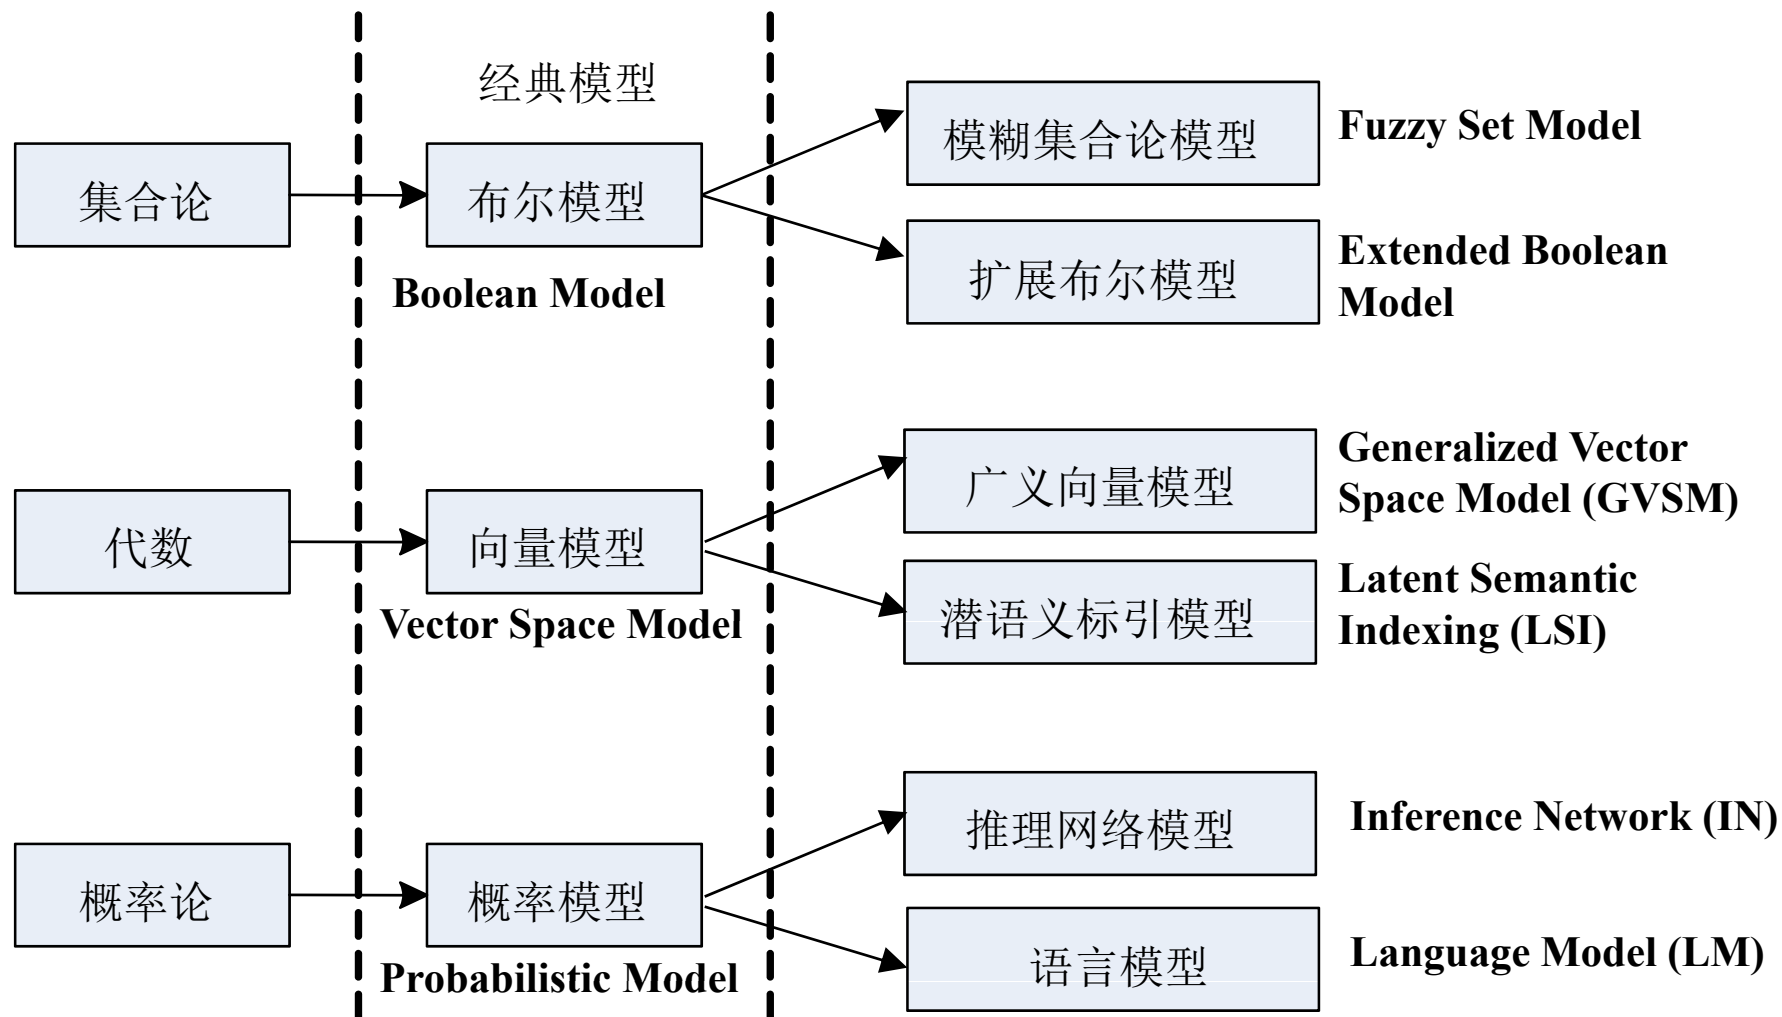 经典模型
集合论
布尔模型
Boolean Model
模糊集合论模型
Fuzzy Set Model
扩展布尔模型
Extended Boolean
Model
代数
向量模型
Vector Space Model
广义向量模型
Generalized Vector
Space Model (GVSM)
潜语义标引模型
Latent Semantic
Indexing (LSI)
概率论
概率模型
Probabilistic Model
推理网络模型
Inference Network (IN)
语言模型
Language Model (LM)